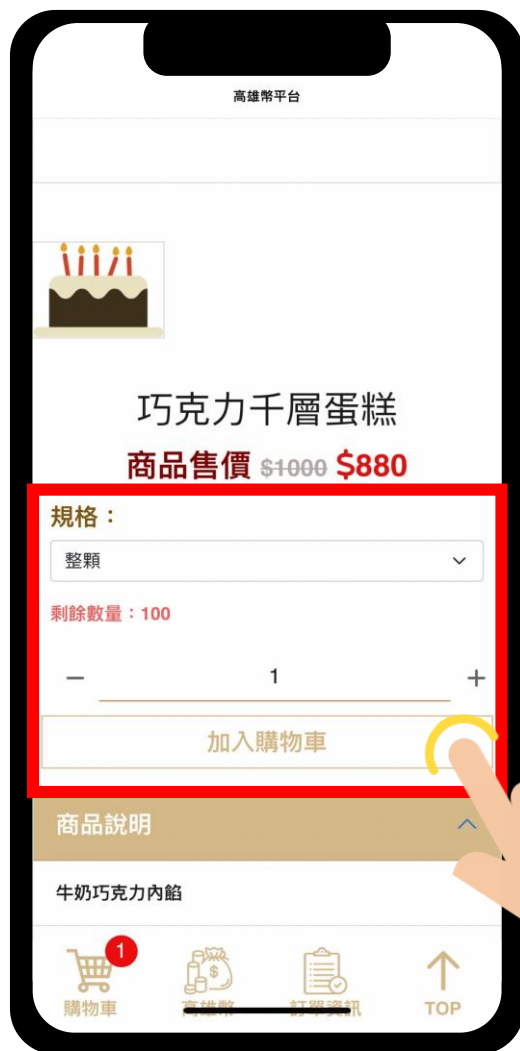 高雄幣平台
巧克力千層蛋糕
商品售價 $1000 $880
規格：
整顆
剩餘數量：100
− 1 +
加入購物車
商品說明
牛奶巧克力內餡
1
$
購物車 高雄幣 訂單資訊 TOP